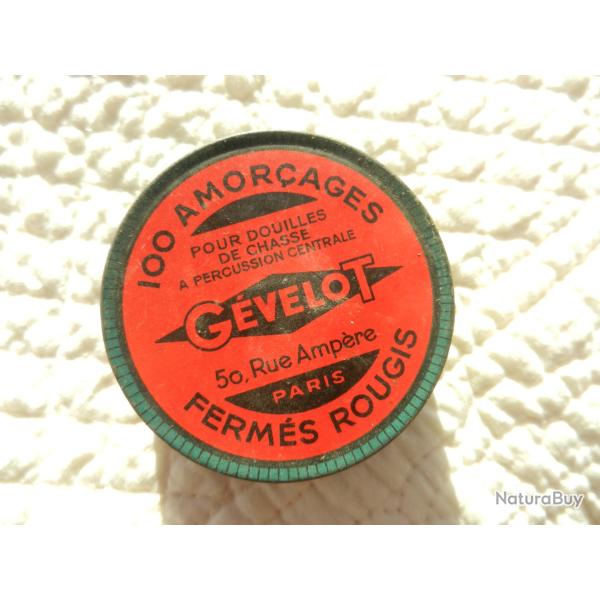 100 AMORÇAGES
POUR DOUILLES
DE CHASSE
A PERCUSSION CENTRALE
GÉVELOT
50, Rue Ampère
PARIS
FERMÉS ROUGIS
NaturaBuy